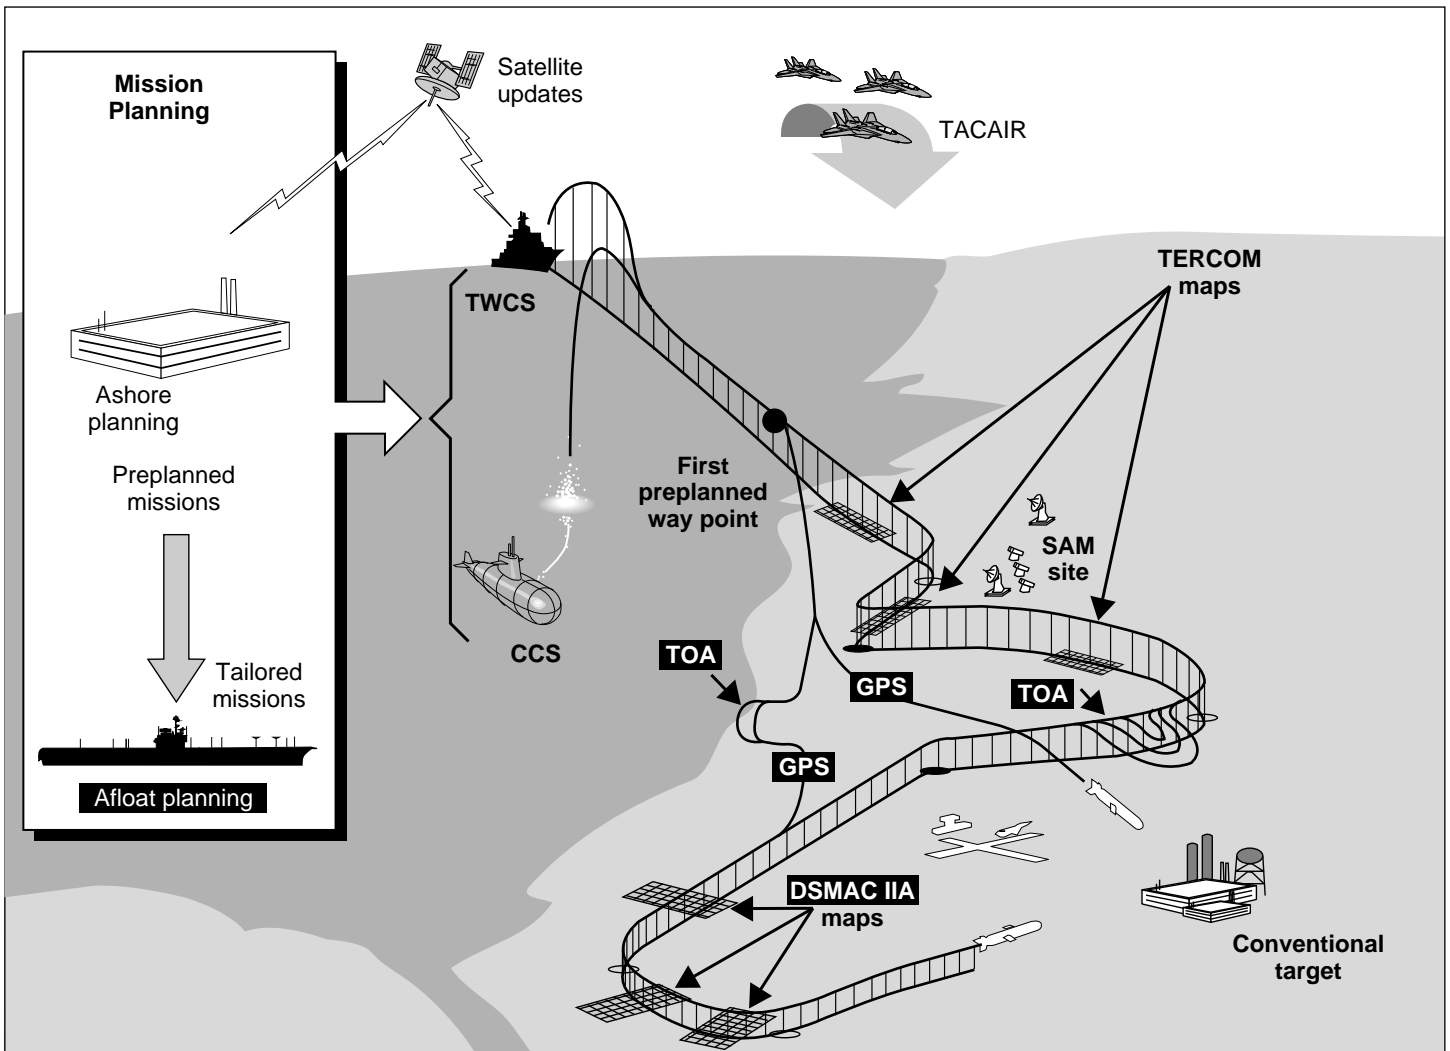 Mission
Planning
Satellite
updates
TACAIR
TERCOM
maps
TWCS
Ashore
planning
First
preplanned
way point
Preplanned
missions
SAM
site
CCS
TOA
GPS
TOA
Tailored
missions
GPS
Afloat planning
DSMAC IIA
maps
Conventional
target